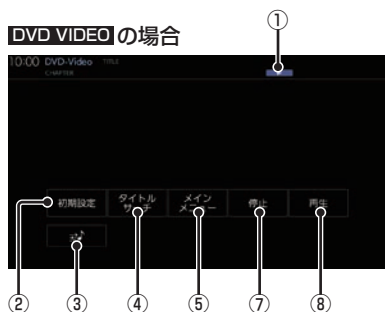 ①
DVD VIDEO の場合
10:00 DVD-Video TITLE
CHAPTER
初期設定
タイトル
サーチ
メイン
メニュー
停止
再生
② ③ ④ ⑤ ⑦ ⑧